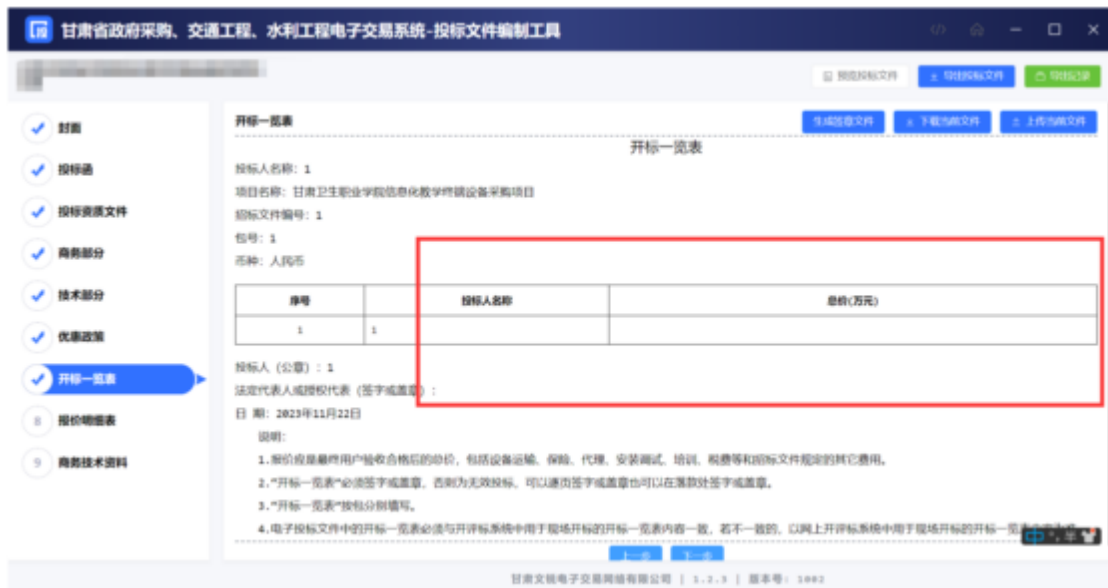 甘肃省政府采购、交通工程、水利工程电子交易系统-投标文件编制工具
预览投标文件
导出投标文件
导出记录
封面
投标函
投标资质文件
商务部分
技术部分
优惠政策
开标一览表
8 报价明细表
9 商务技术资料
开标一览表
生成签章文件
下载当前文件
上传当前文件
开标一览表
投标人名称: 1
项目名称: 甘肃卫生职业学院信息化教学终端设备采购项目
招标文件编号: 1
包号: 1
币种: 人民币
序号 投标人名称 总价(万元)
1 1
投标人 (公章) : 1
法定代表人或授权代表 (签字或盖章) :
日 期: 2023年11月22日
说明:
1.报价应是最终用户验收合格后的总价, 包括设备运输、保险、代理、安装调试、培训、税费等和招标文件规定的其它费用。
2."开标一览表"必须签字或盖章, 否则为无效投标, 可以逐页签字或盖章也可以在落款处签字或盖章。
3."开标一览表"按包分别填写。
4.电子投标文件中的开标一览表必须与开评标系统中用于现场开标的开标一览表内容一致, 若不一致的, 以网上开评标系统中用于现场开标的开标一览
中
半
上一步
下一步
甘肃文锐电子交易网络有限公司 | 1.2.3 | 版本号: 1002